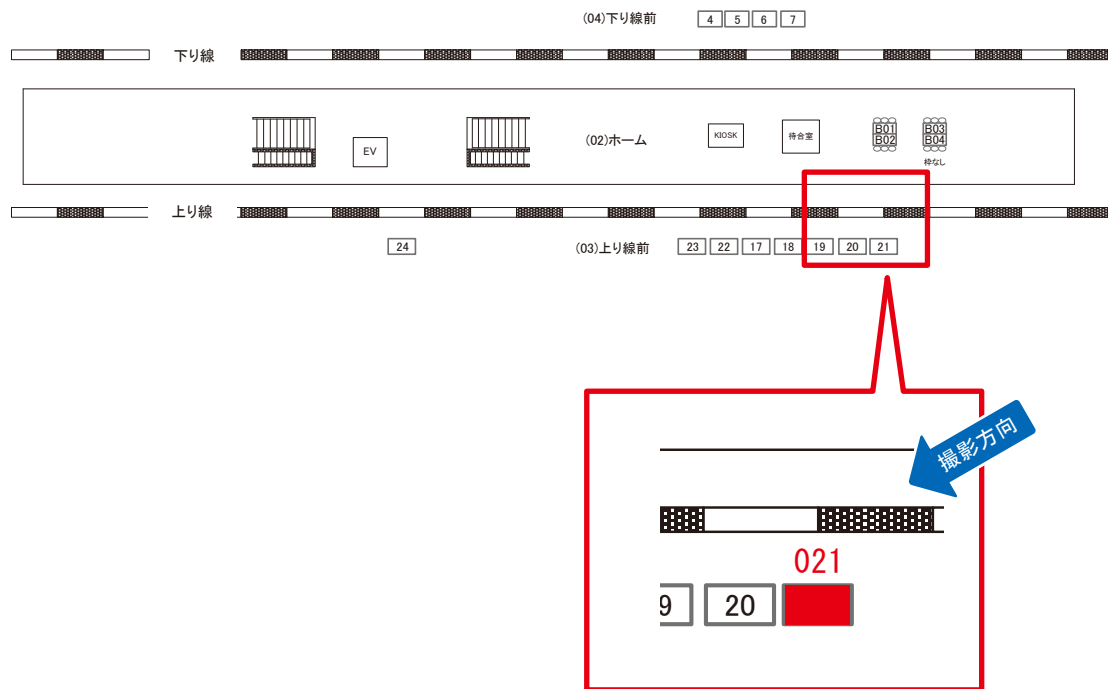 (04)下り線前 4 5 6 7
下り線
(02)ホーム
EV
KIOSK
待合室
B01
B02
B03
B04
枠なし
上り線
24
(03)上り線前 23 22 17 18 19 20 21
撮影方向
021
9 20